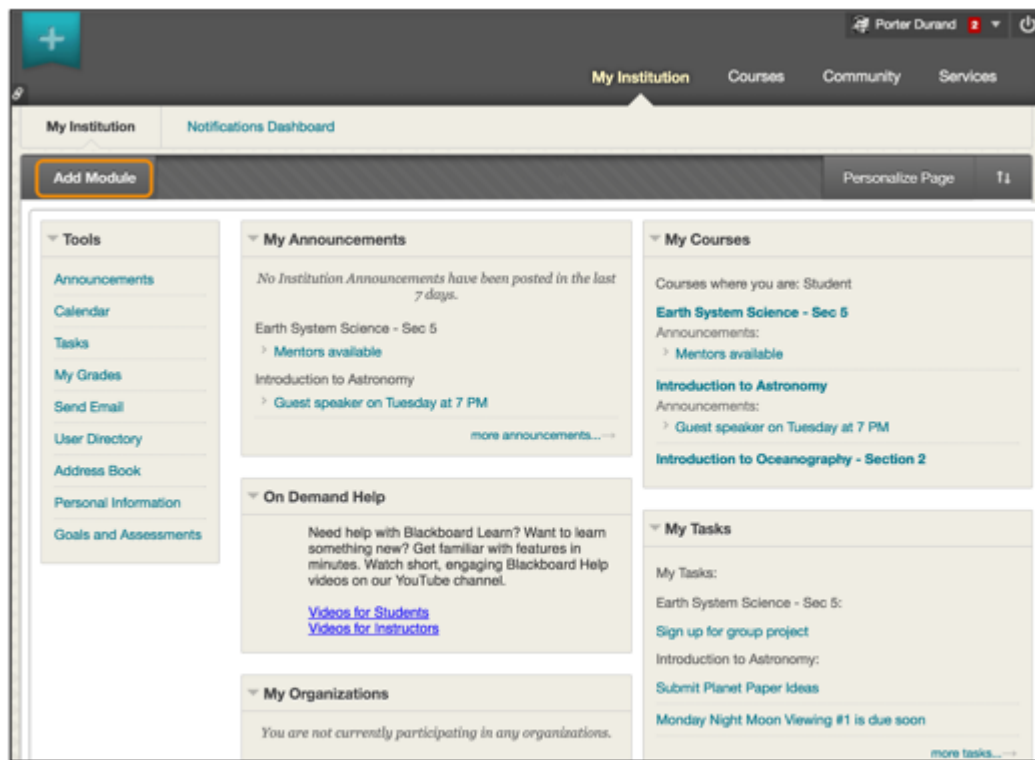 Porter Durand 2
My Institution Courses Community Services
My Institution Notifications Dashboard
Add Module Personalize Page
Tools
Announcements
Calendar
Tasks
My Grades
Send Email
User Directory
Address Book
Personal Information
Goals and Assessments
My Announcements
No Institution Announcements have been posted in the last
7 days.
Earth System Science - Sec 5
Mentors available
Introduction to Astronomy
Guest speaker on Tuesday at 7 PM
more announcements...
On Demand Help
Need help with Blackboard Learn? Want to learn
something new? Get familiar with features in
minutes. Watch short, engaging Blackboard Help
videos on our YouTube channel.
Videos for Students
Videos for Instructors
My Organizations
You are not currently participating in any organizations.
My Courses
Courses where you are: Student
Earth System Science - Sec 5
Announcements:
Mentors available
Introduction to Astronomy
Announcements:
Guest speaker on Tuesday at 7 PM
Introduction to Oceanography - Section 2
My Tasks
My Tasks:
Earth System Science - Sec 5:
Sign up for group project
Introduction to Astronomy:
Submit Planet Paper Ideas
Monday Night Moon Viewing #1 is due soon
more tasks...